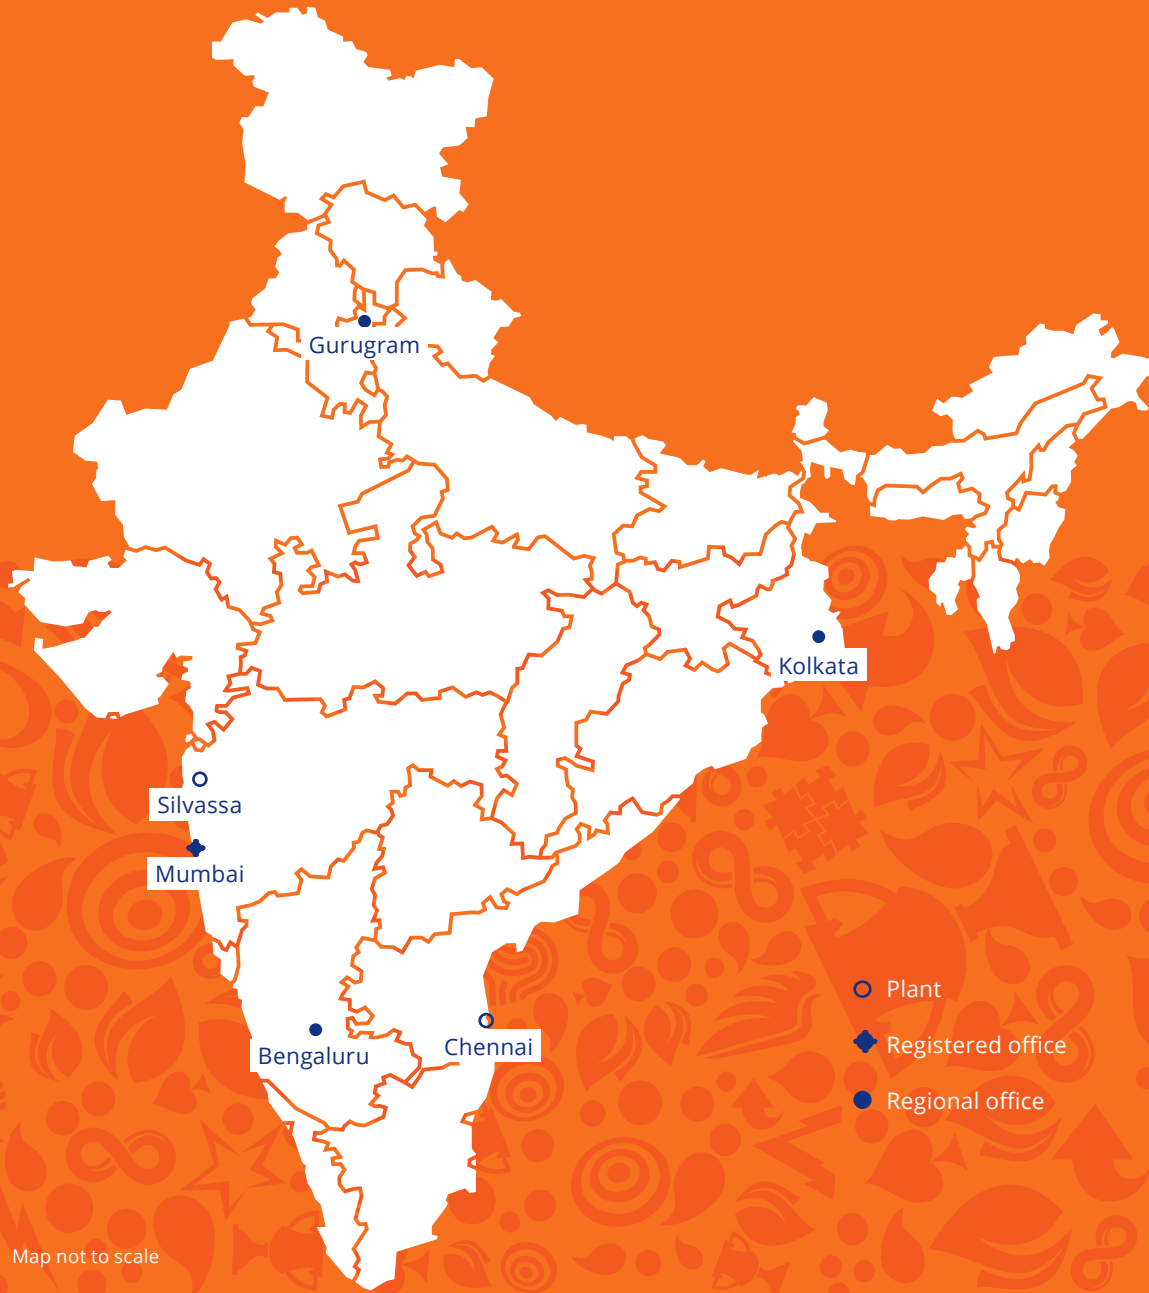 Gurugram
Kolkata
Silvassa
Mumbai
Bengaluru
Chennai
Plant
Registered office
Regional office
Map not to scale